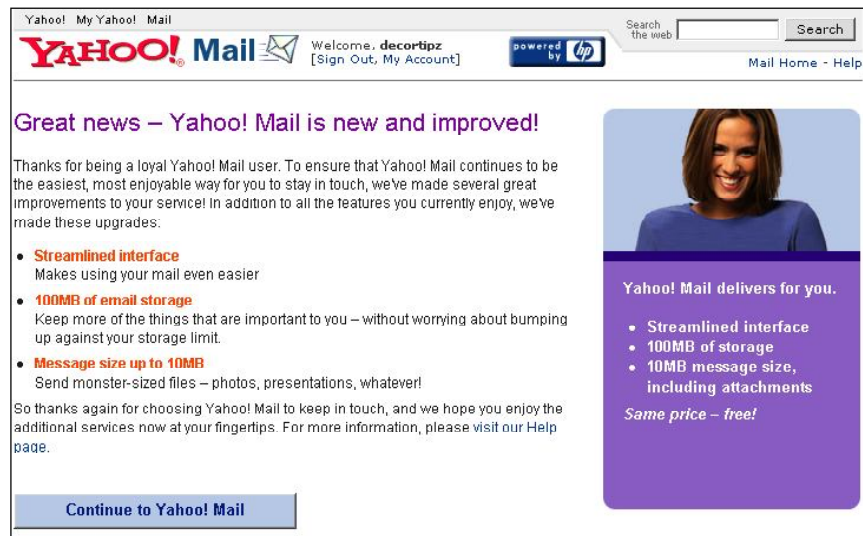 Yahoo! My Yahoo! Mail
YAHOO! Mail
Welcome, decortipz
[Sign Out, My Account]
powered by hp
Search the web
Search
Mail Home - Help
Great news – Yahoo! Mail is new and improved!
Thanks for being a loyal Yahoo! Mail user. To ensure that Yahoo! Mail continues to be
the easiest, most enjoyable way for you to stay in touch, we've made several great
improvements to your service! In addition to all the features you currently enjoy, we've
made these upgrades:
• Streamlined interface
Makes using your mail even easier
• 100MB of email storage
Keep more of the things that are important to you – without worrying about bumping
up against your storage limit.
• Message size up to 10MB
Send monster-sized files – photos, presentations, whatever!
So thanks again for choosing Yahoo! Mail to keep in touch, and we hope you enjoy the
additional services now at your fingertips. For more information, please visit our Help
page.
Continue to Yahoo! Mail
Yahoo! Mail delivers for you.
• Streamlined interface
• 100MB of storage
• 10MB message size,
including attachments
Same price – free!